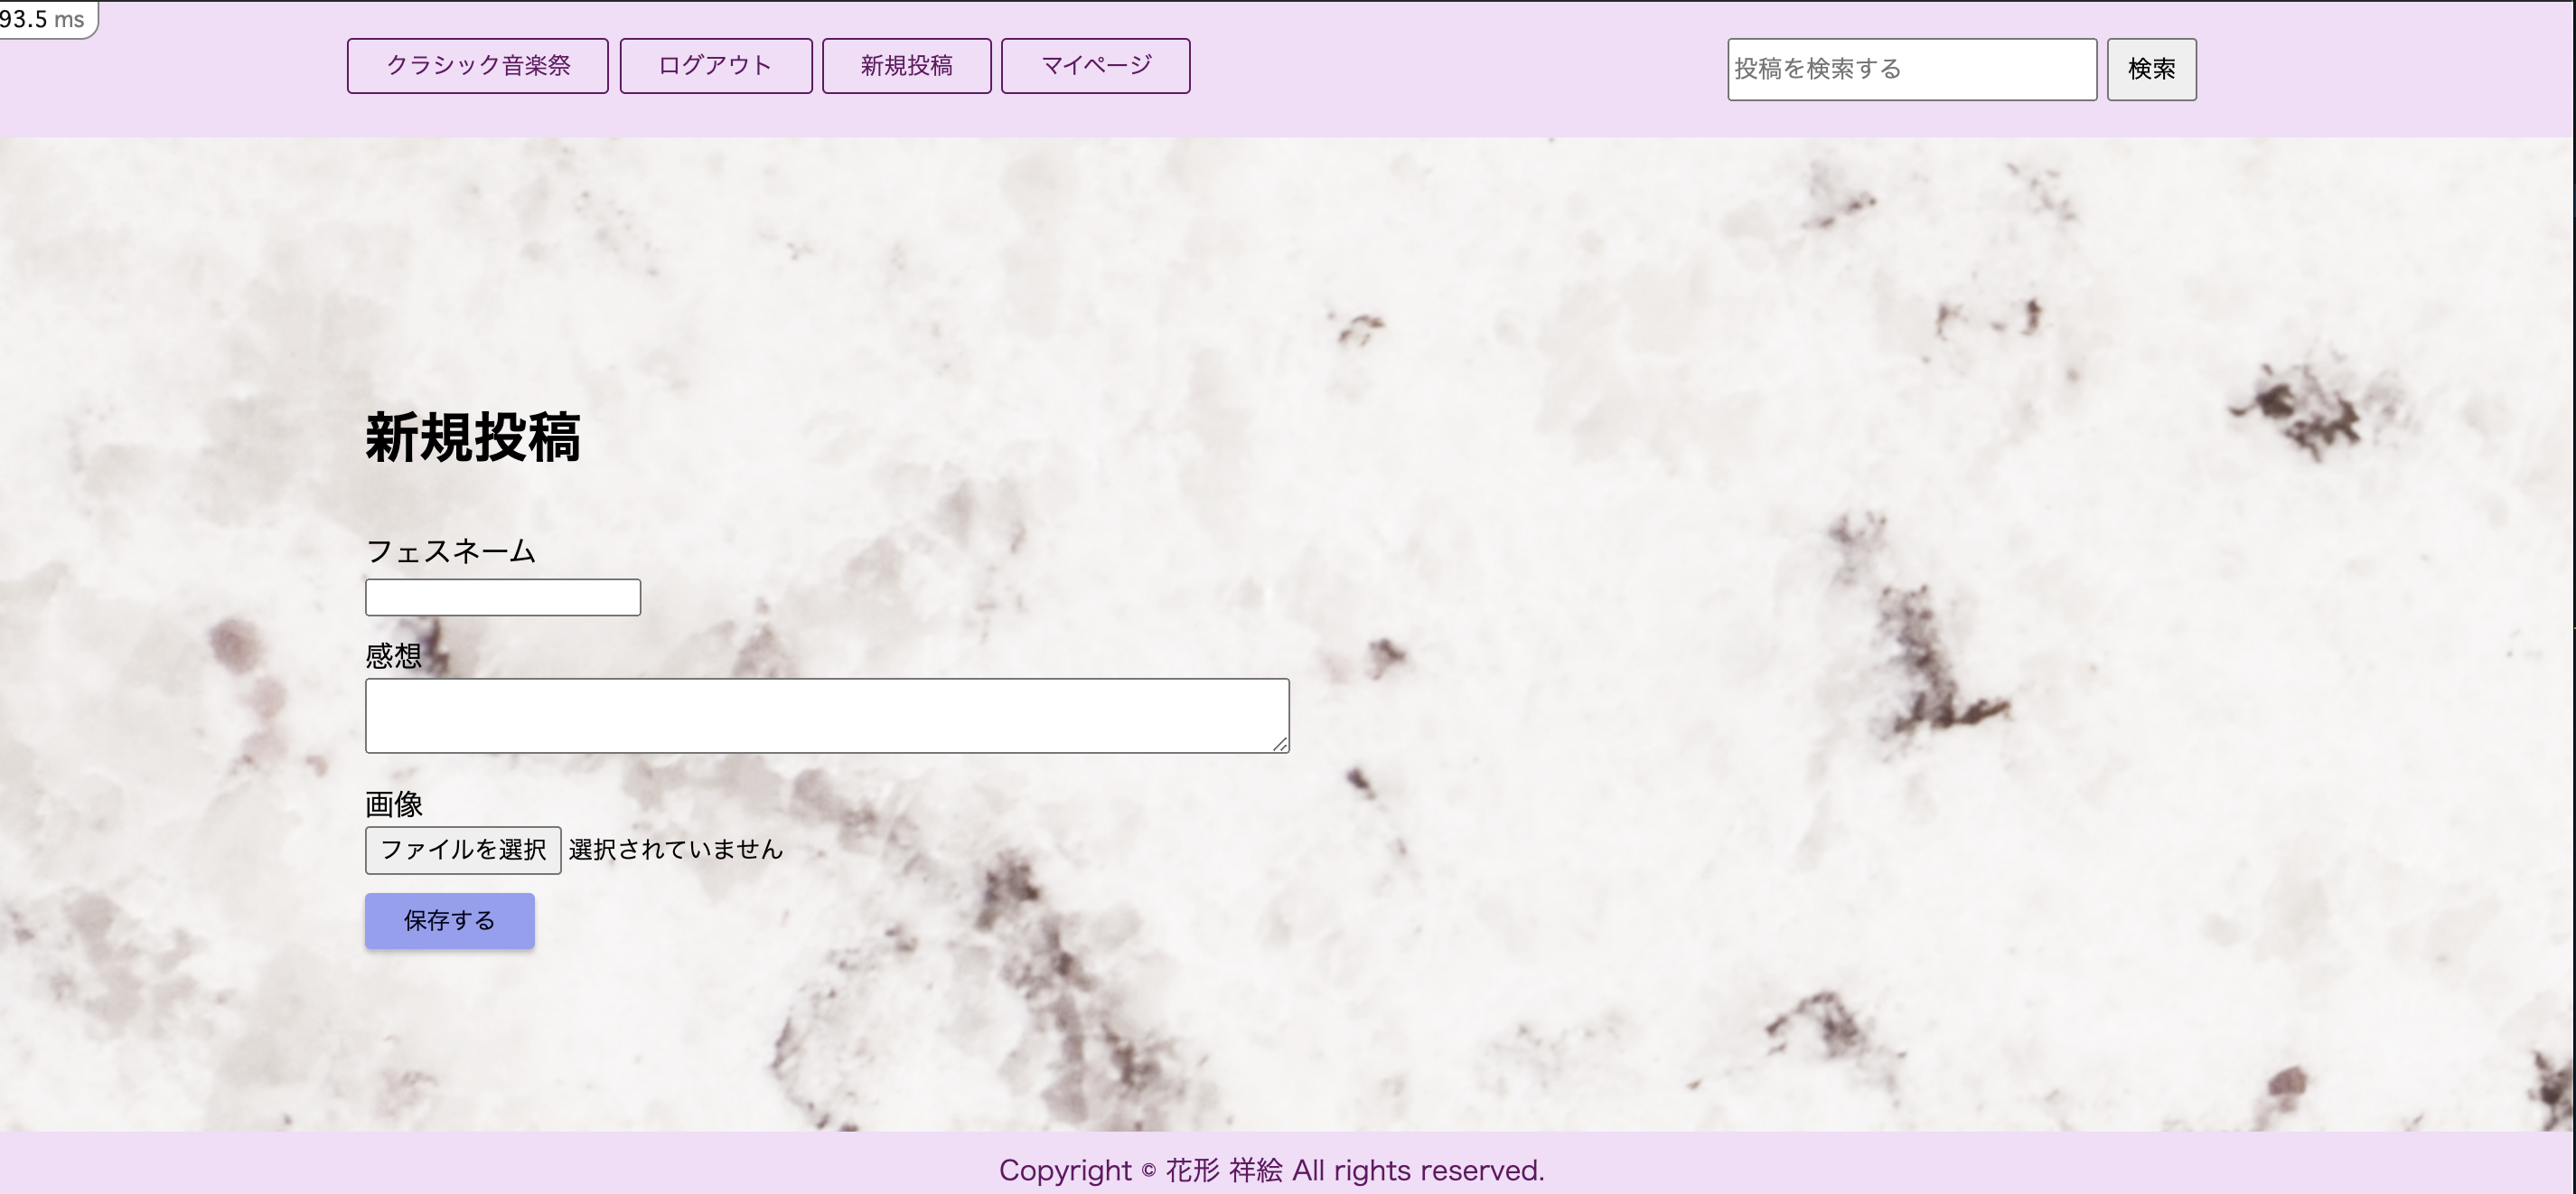 93.5 ms
クラシック音楽祭 ログアウト 新規投稿 マイページ 投稿を検索する 検索
新規投稿
フェスネーム
感想
画像
ファイルを選択 選択されていません
保存する
Copyright © 花形 祥絵 All rights reserved.